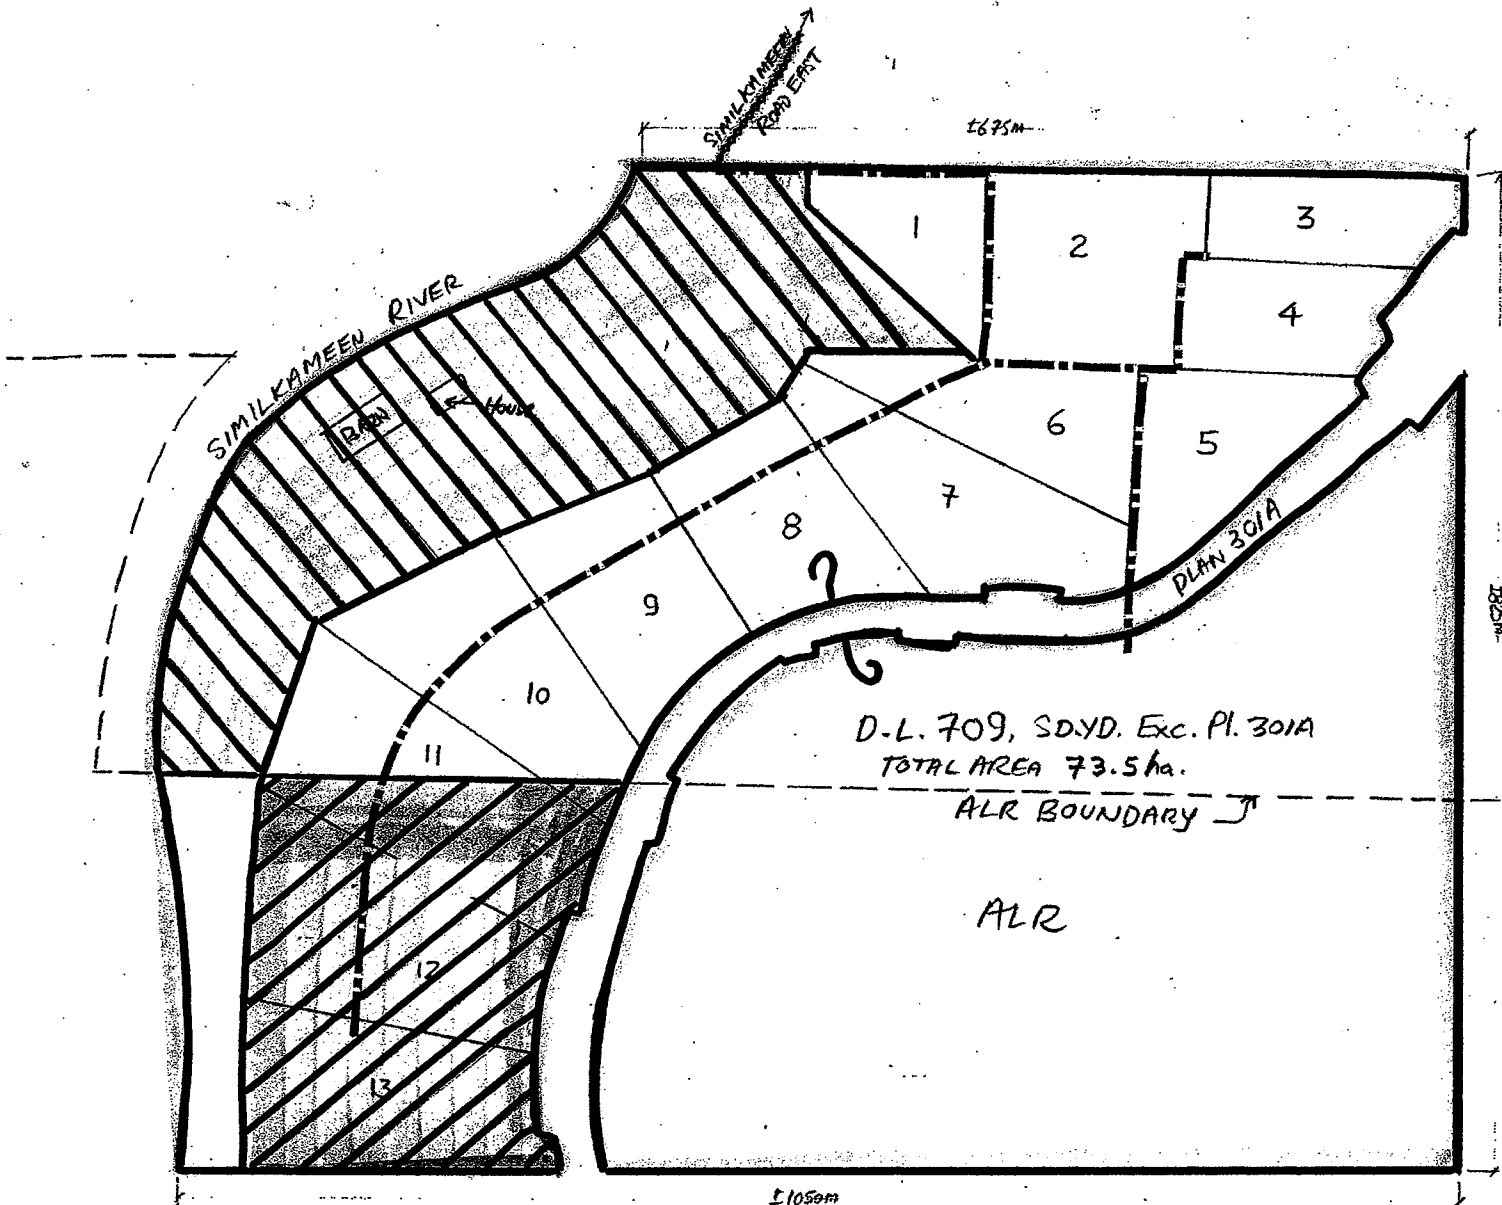 SIMILKAMEEN
ROAD EAST
±675m
1
2
3
4
SIMILKAMEEN RIVER
BARN
House
6
5
7
8
9
PLAN 301A
10
11
D.L. 709, SDYD. Exc. Pl. 301A
TOTAL AREA 73.5 ha.
ALR BOUNDARY
ALR
12
13
±1050m